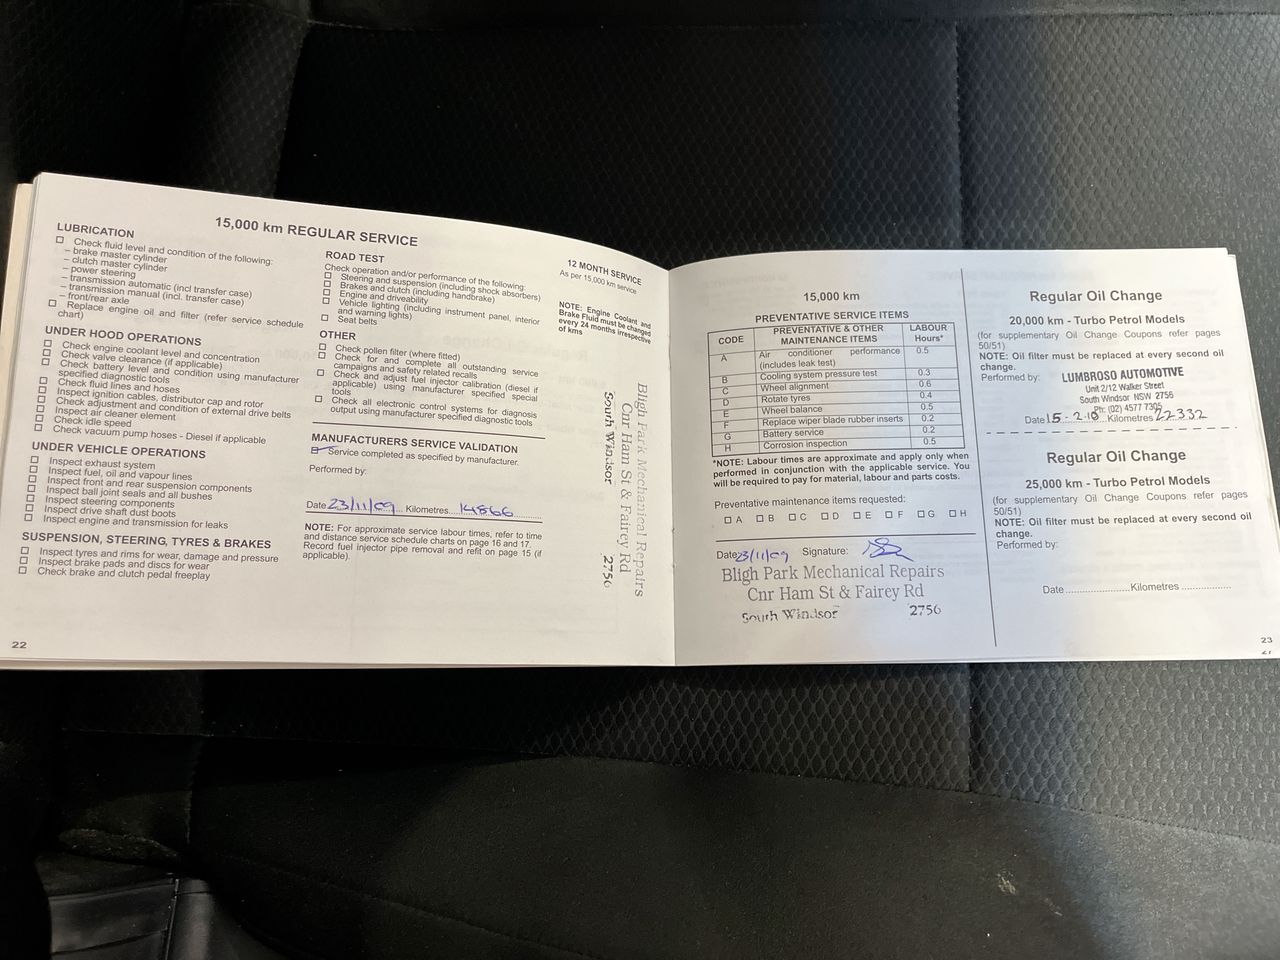 15,000 km REGULAR SERVICE
LUBRICATION
Check fluid level and condition of the following:
– brake master cylinder
– clutch master cylinder
– power steering
– transmission automatic (incl transfer case)
– transmission manual (incl. transfer case)
– front/rear axle
Replace engine oil and filter (refer service schedule
chart)
UNDER HOOD OPERATIONS
Check engine coolant level and concentration
Check valve clearance (if applicable)
Check battery level and condition using manufacturer
specified diagnostic tools
Check fluid lines and hoses
Inspect ignition cables, distributor cap and rotor
Check adjustment and condition of external drive belts
Inspect air cleaner element
Check idle speed
Check vacuum pump hoses - Diesel if applicable
UNDER VEHICLE OPERATIONS
Inspect exhaust system
Inspect fuel, oil and vapour lines
Inspect front and rear suspension components
Inspect ball joint seals and all bushes
Inspect steering components
Inspect drive shaft dust boots
Inspect engine and transmission for leaks
SUSPENSION, STEERING, TYRES & BRAKES
Inspect tyres and rims for wear, damage and pressure
Inspect brake pads and discs for wear
Check brake and clutch pedal freeplay
22
ROAD TEST
Check operation and/or performance of the following:
Steering and suspension (including shock absorbers)
Brakes and clutch (including handbrake)
Engine and driveability
Vehicle lighting (including instrument panel, interior
and warning lights)
Seat belts
OTHER
Check pollen filter (where fitted)
Check for and complete all outstanding service
campaigns and safety related recalls
Check and adjust fuel injector calibration (diesel if
applicable) using manufacturer specified special
tools
Check all electronic control systems for diagnosis
output using manufacturer specified diagnostic tools
MANUFACTURERS SERVICE VALIDATION
Service completed as specified by manufacturer.
Performed by:
Date 23/11/09 Kilometres 14866
NOTE: For approximate service labour times, refer to time
and distance service schedule charts on page 16 and 17.
Record fuel injector pipe removal and refit on page 15 (if
applicable).
12 MONTH SERVICE
As per 15,000 km service
NOTE: Engine Coolant and
Brake Fluid must be changed
every 24 months irrespective
of kms
Bligh Park Mechanical Repairs
Cnr Ham St & Fairey Rd
South Windsor 2756
15,000 km
PREVENTATIVE SERVICE ITEMS
CODE PREVENTATIVE & OTHER MAINTENANCE ITEMS LABOUR Hours*
A Air conditioner performance (includes leak test) 0.5
B Cooling system pressure test 0.3
C Wheel alignment 0.6
D Rotate tyres 0.4
E Wheel balance 0.5
F Replace wiper blade rubber inserts 0.2
G Battery service 0.2
H Corrosion inspection 0.5
*NOTE: Labour times are approximate and apply only when
performed in conjunction with the applicable service. You
will be required to pay for material, labour and parts costs.
Preventative maintenance items requested:
A B C D E F G H
Date 23/11/09 Signature:
Bligh Park Mechanical Repairs
Cnr Ham St & Fairey Rd
South Windsor 2756
Regular Oil Change
20,000 km - Turbo Petrol Models
(for supplementary Oil Change Coupons refer pages
50/51)
NOTE: Oil filter must be replaced at every second oil
change.
Performed by: LUMBROSO AUTOMOTIVE
Unit 2/12 Walker Street
South Windsor NSW 2756
Ph: (02) 4577 7395
Date 15-2-10 Kilometres 22332
Regular Oil Change
25,000 km - Turbo Petrol Models
(for supplementary Oil Change Coupons refer pages
50/51)
NOTE: Oil filter must be replaced at every second oil
change.
Performed by:
Date Kilometres
23